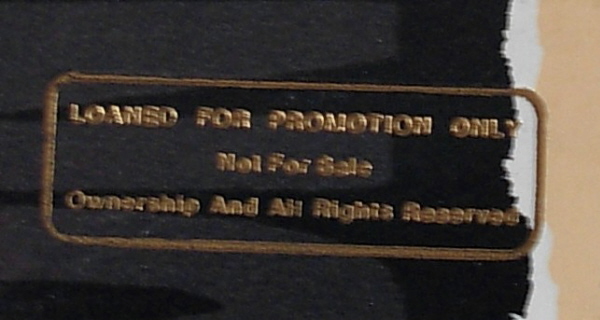 LOANED FOR PROMOTION ONLY
Not For Sale
Ownership And All Rights Reserved